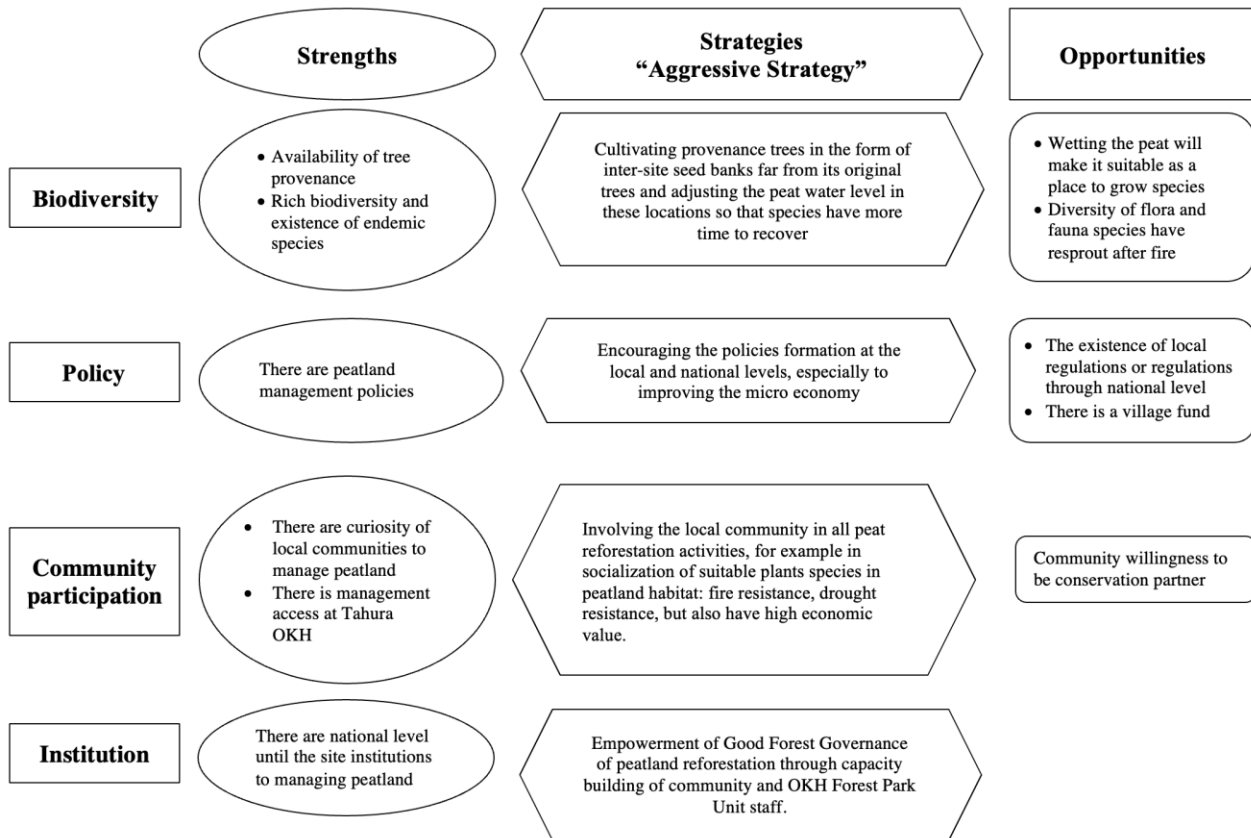 Strengths
Strategies
“Aggressive Strategy”
Opportunities
Biodiversity
• Availability of tree
provenance
• Rich biodiversity and
existence of endemic
species
Cultivating provenance trees in the form of
inter-site seed banks far from its original
trees and adjusting the peat water level in
these locations so that species have more
time to recover
• Wetting the peat will
make it suitable as a
place to grow species
• Diversity of flora and
fauna species have
resprout after fire
Policy
There are peatland
management policies
Encouraging the policies formation at the
local and national levels, especially to
improving the micro economy
• The existence of local
regulations or regulations
through national level
• There is a village fund
Community
participation
• There are curiosity of
local communities to
manage peatland
• There is management
access at Tahura
OKH
Involving the local community in all peat
reforestation activities, for example in
socialization of suitable plants species in
peatland habitat: fire resistance, drought
resistance, but also have high economic
value.
Community willingness to
be conservation partner
Institution
There are national level
until the site institutions
to managing peatland
Empowerment of Good Forest Governance
of peatland reforestation through capacity
building of community and OKH Forest Park
Unit staff.